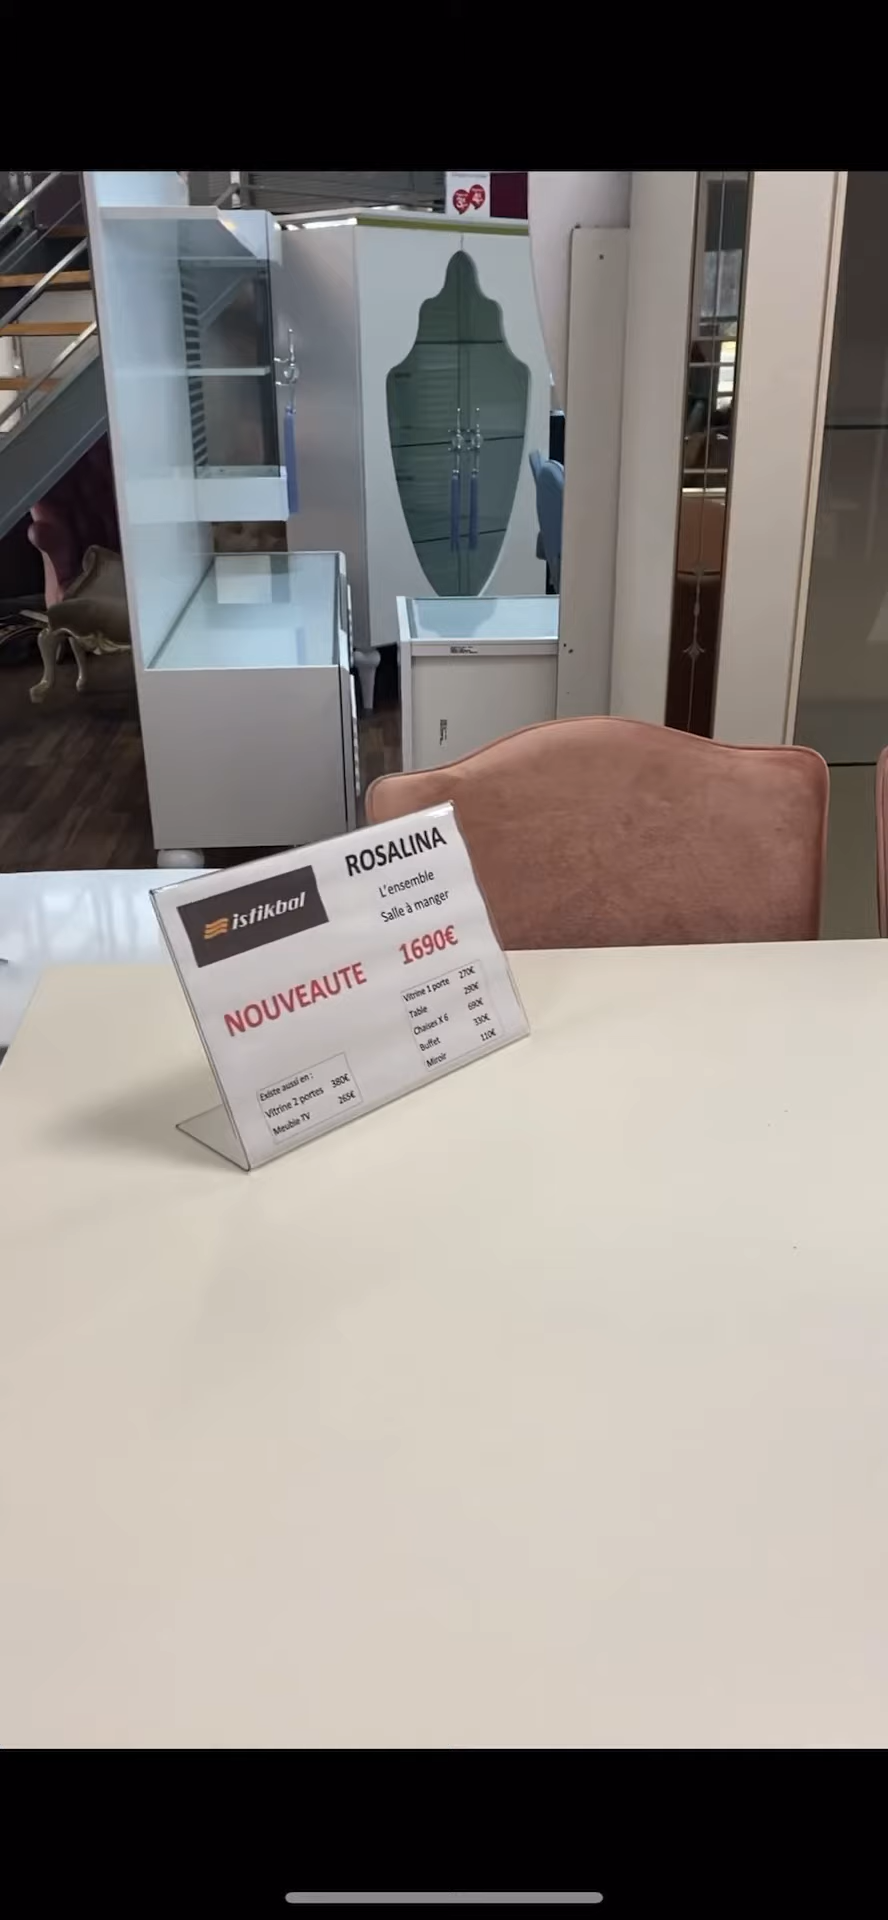 ROSALINA
istikbal
L'ensemble
Salle à manger
NOUVEAUTE 1690€
Vitrine 1 porte 270€
Table 290€
Chaises X 6 690€
Buffet 330€
Miroir 110€
Existe aussi en :
Vitrine 2 portes 380€
Meuble TV 265€